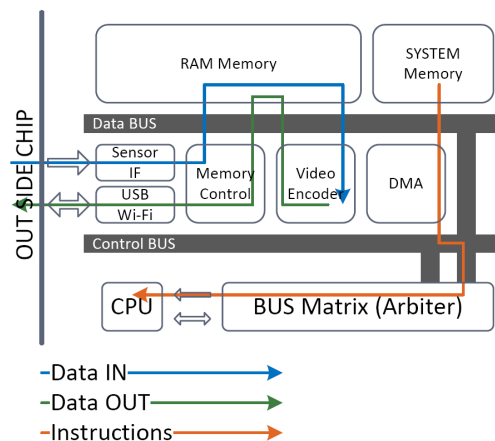 RAM Memory
SYSTEM
Memory
Data BUS
OUT SIDE CHIP
Sensor
IF
USB
Wi-Fi
Memory
Control
Video
Encoder
DMA
Control BUS
CPU
BUS Matrix (Arbiter)
Data IN
Data OUT
Instructions